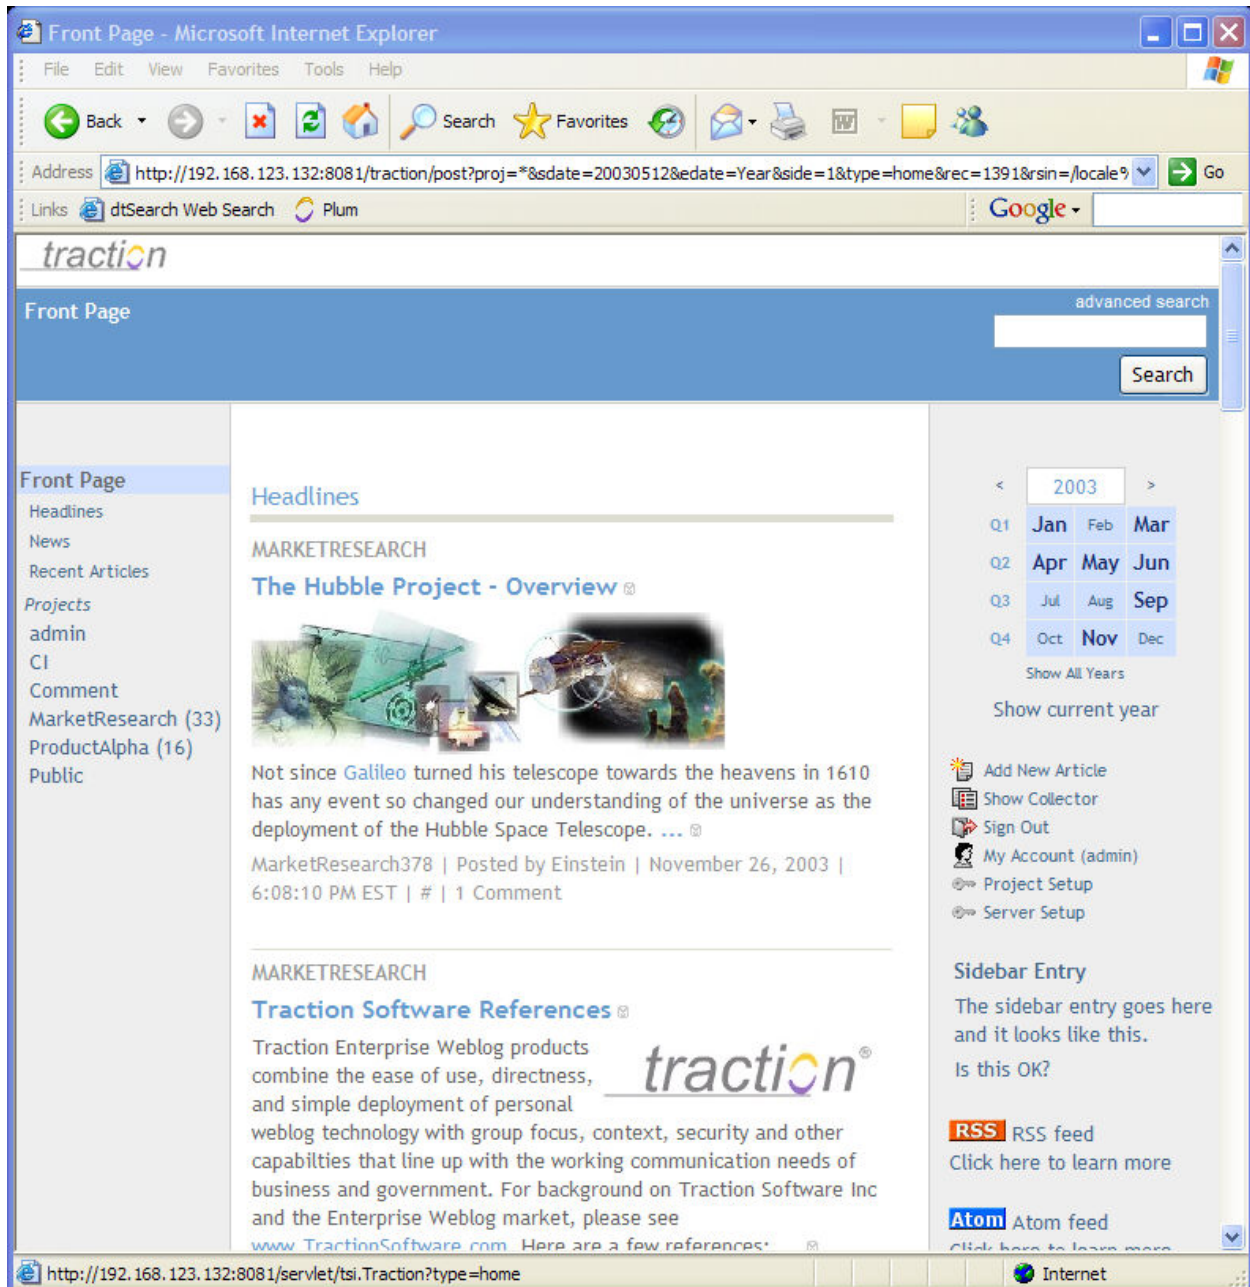 Front Page - Microsoft Internet Explorer
File Edit View Favorites Tools Help
Back Search Favorites
Address http://192.168.123.132:8081/traction/post?proj=*&sdate=20030512&edate=Year&side=1&type=home&rec=1391&rsin=/locale% Go
Links dtSearch Web Search Plum Google
traction
Front Page
advanced search
Search
Front Page
Headlines
News
Recent Articles
Projects
admin
CI
Comment
MarketResearch (33)
ProductAlpha (16)
Public
Headlines
MARKETRESEARCH
The Hubble Project - Overview
Not since Galileo turned his telescope towards the heavens in 1610
has any event so changed our understanding of the universe as the
deployment of the Hubble Space Telescope. ...
MarketResearch378 | Posted by Einstein | November 26, 2003 |
6:08:10 PM EST | # | 1 Comment
MARKETRESEARCH
Traction Software References
Traction Enterprise Weblog products
combine the ease of use, directness,
and simple deployment of personal
traction®
weblog technology with group focus, context, security and other
capabilties that line up with the working communication needs of
business and government. For background on Traction Software Inc
and the Enterprise Weblog market, please see
www.TractionSoftware.com. Here are a few references:
< 2003 >
Q1 Jan Feb Mar
Q2 Apr May Jun
Q3 Jul Aug Sep
Q4 Oct Nov Dec
Show All Years
Show current year
Add New Article
Show Collector
Sign Out
My Account (admin)
Project Setup
Server Setup
Sidebar Entry
The sidebar entry goes here
and it looks like this.
Is this OK?
RSS RSS feed
Click here to learn more
Atom Atom feed
Click here to learn more
http://192.168.123.132:8081/servlet/tsi.Traction?type=home Internet